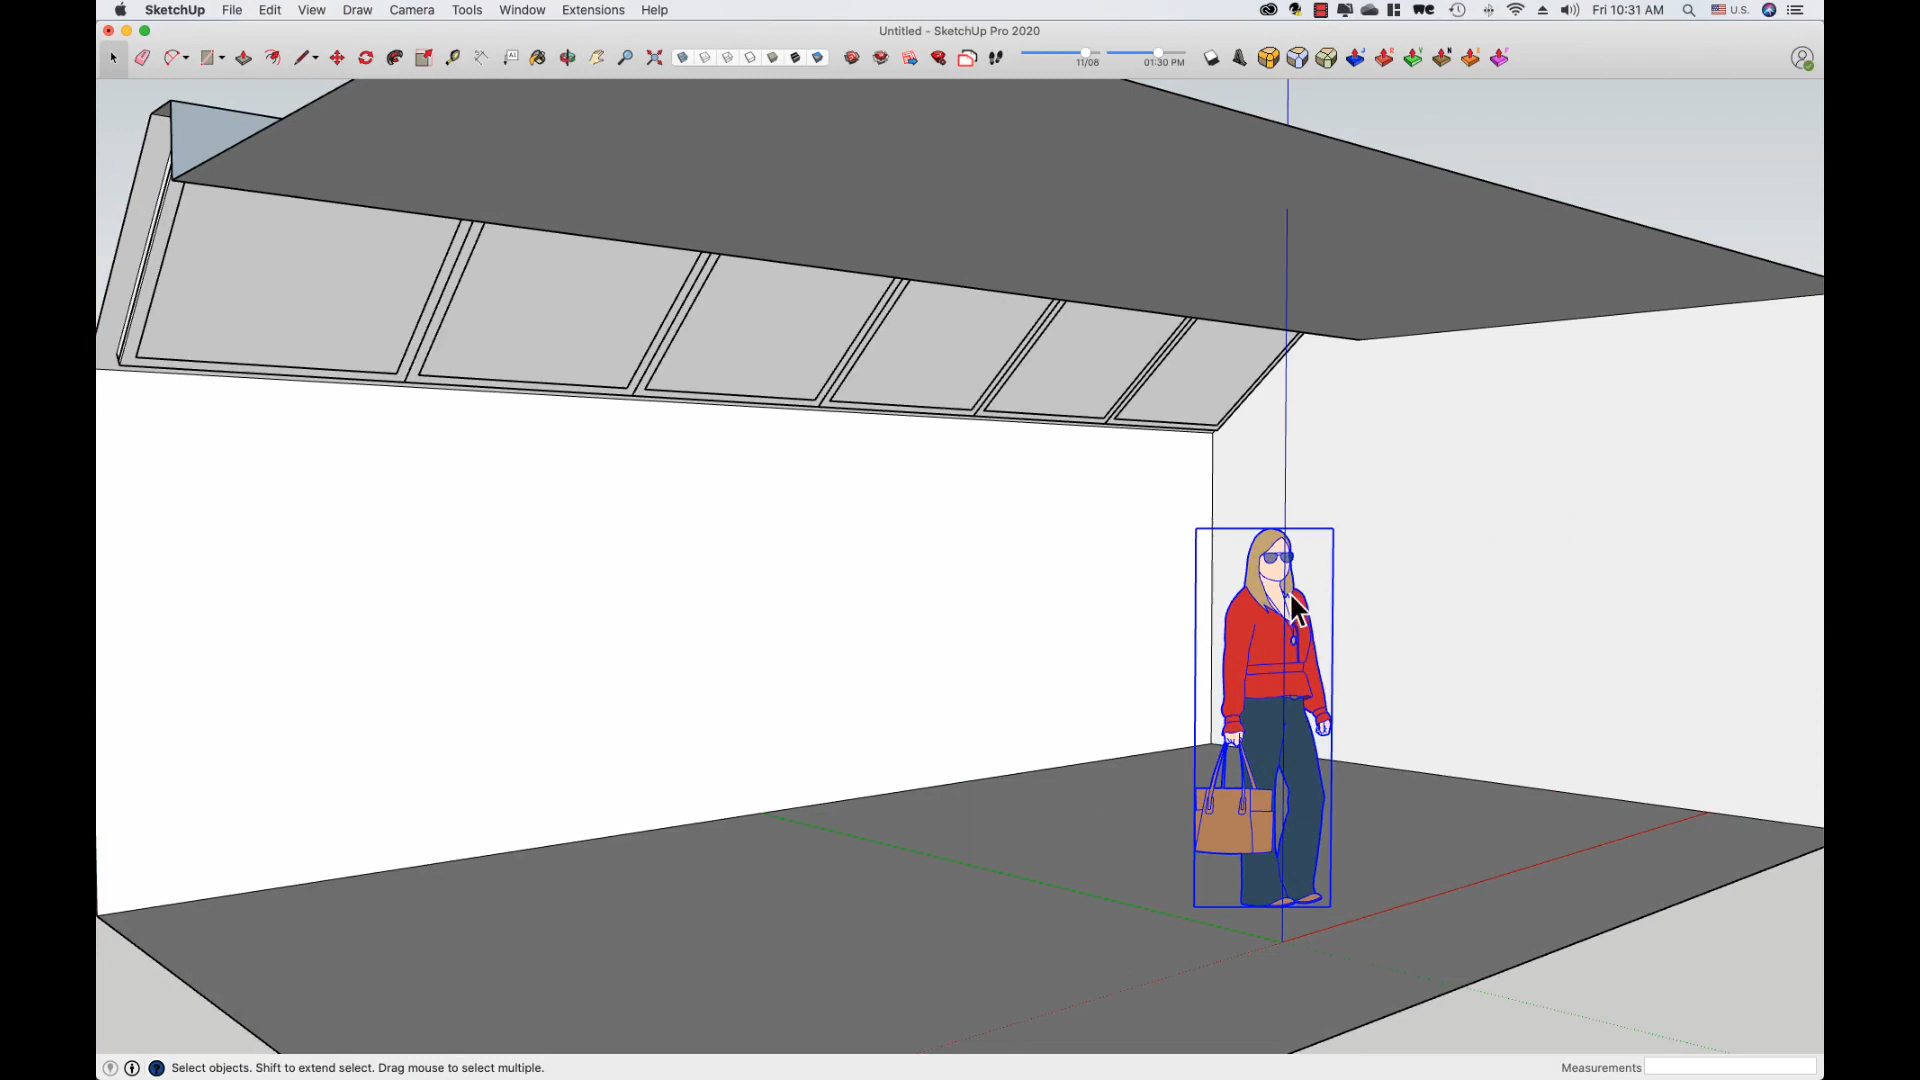 SketchUp File Edit View Draw Camera Tools Window Extensions Help U.S. Fri 10:31 AM
Untitled - SketchUp Pro 2020
11/08 01:30 PM
Select objects. Shift to extend select. Drag mouse to select multiple. Measurements